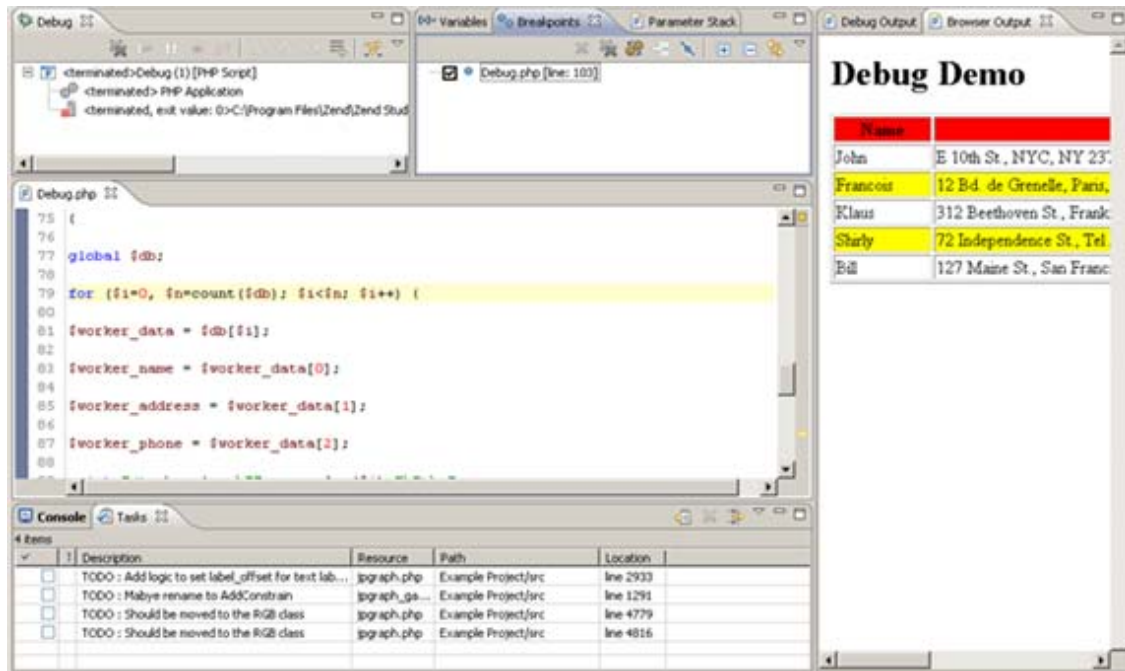 Debug
<terminated>Debug (1) [PHP Script]
<terminated> PHP Application
<terminated, exit value: 0>C:\Program Files\Zend\Zend Stud
Variables Breakpoints Parameter Stack
Debug.php [line: 103]
Debug.php
75 {
76
77 global $db;
78
79 for ($i=0, $n=count($db); $i<$n; $i++) {
80
81 $worker_data = $db[$i];
82
83 $worker_name = $worker_data[0];
84
85 $worker_address = $worker_data[1];
86
87 $worker_phone = $worker_data[2];
88
Console Tasks
4 items
! Description Resource Path Location
TODO : Add logic to set label_offset for text lab... jpgraph.php Example Project/src line 2933
TODO : Mabye rename to AddConstrain jpgraph_ga... Example Project/src line 1291
TODO : Should be moved to the RGB class jpgraph.php Example Project/src line 4779
TODO : Should be moved to the RGB class jpgraph.php Example Project/src line 4816
Debug Output Browser Output
Debug Demo
Name
John E 10th St., NYC, NY 237
Francois 12 Bd. de Grenelle, Paris,
Klaus 312 Beethoven St., Frank
Shirly 72 Independence St., Tel
Bill 127 Maine St., San Franc